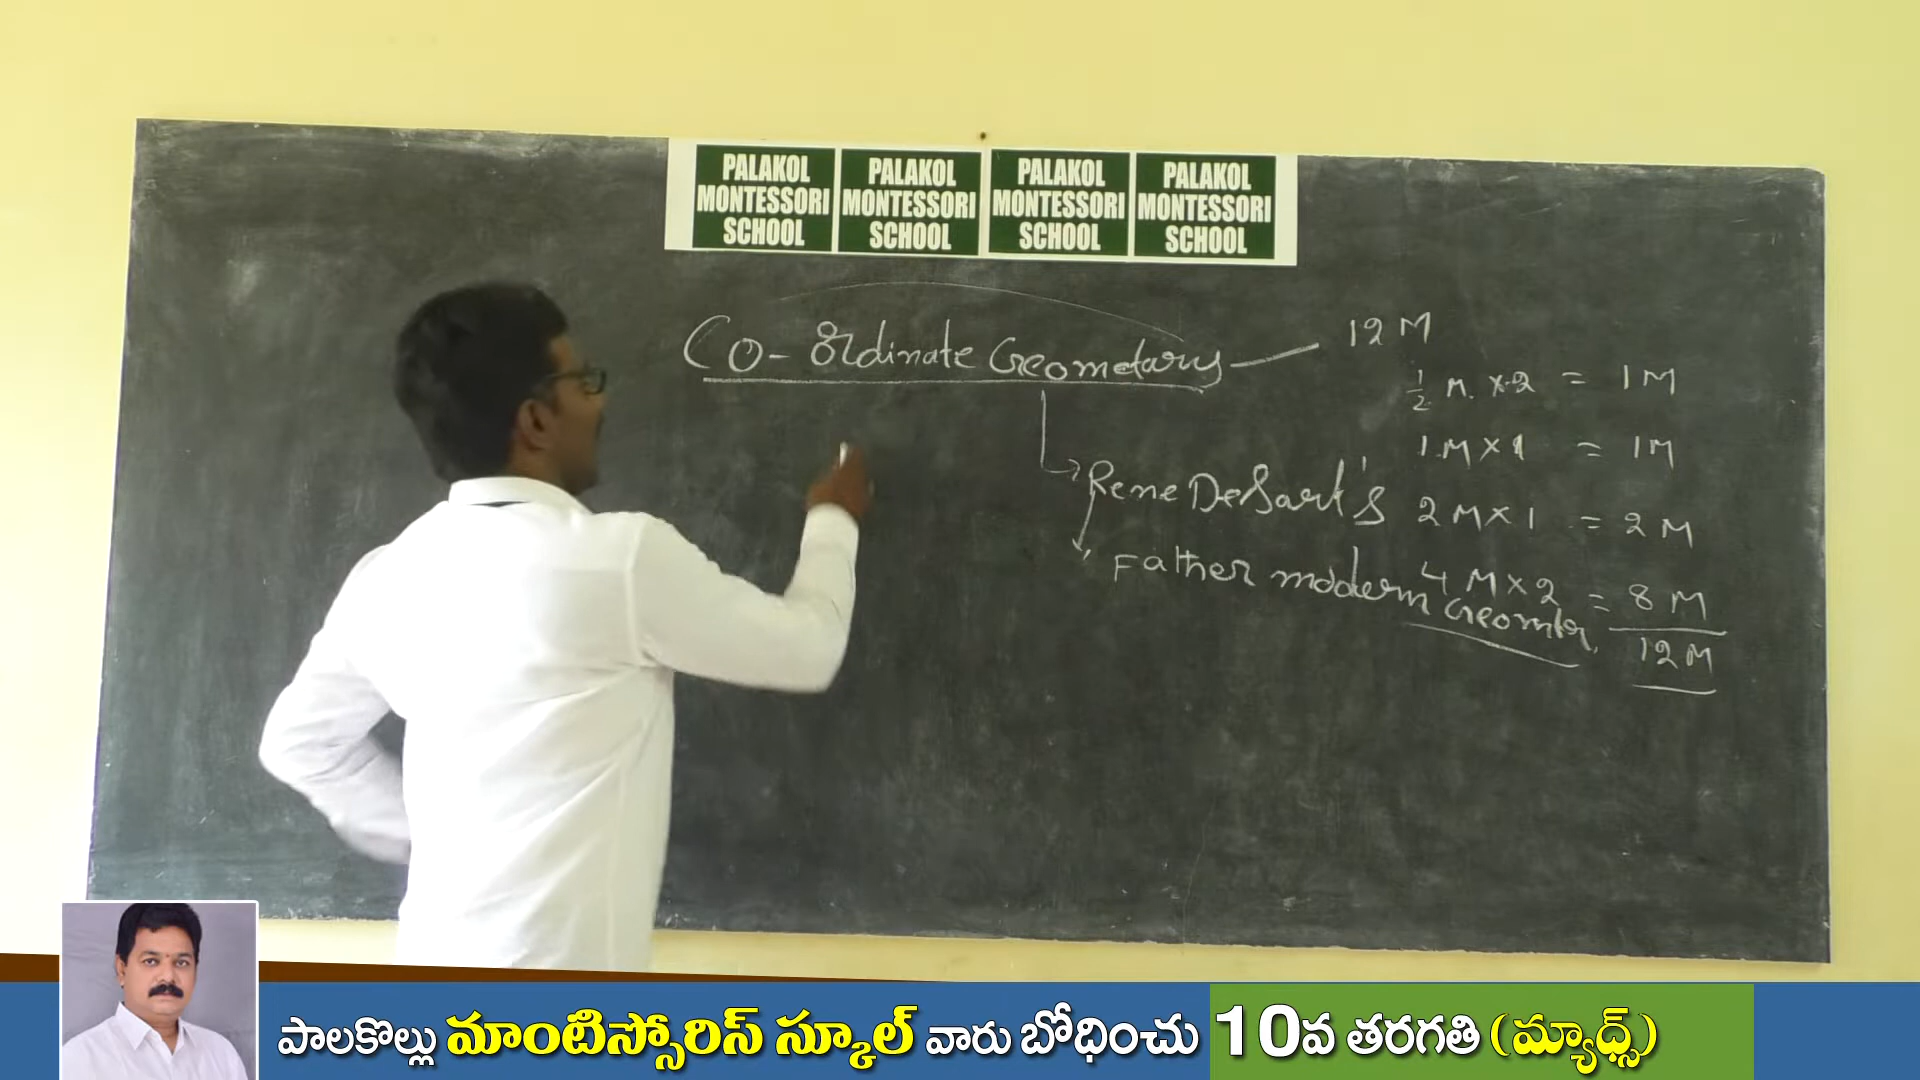 PALAKOL MONTESSORI SCHOOL
PALAKOL MONTESSORI SCHOOL
PALAKOL MONTESSORI SCHOOL
PALAKOL MONTESSORI SCHOOL
Co-ordinate Geometary — 12 M
1/2 M. x 2 = 1 M
1 M x 1 = 1 M
Rene DeSart's
2 M x 1 = 2 M
4 M x 2 = 8 M
Father modern Geomter
12 M
పాలకొల్లు మాంటిస్సోరిస్ స్కూల్ వారు బోధించు 10వ తరగతి (మ్యాధ్స్)